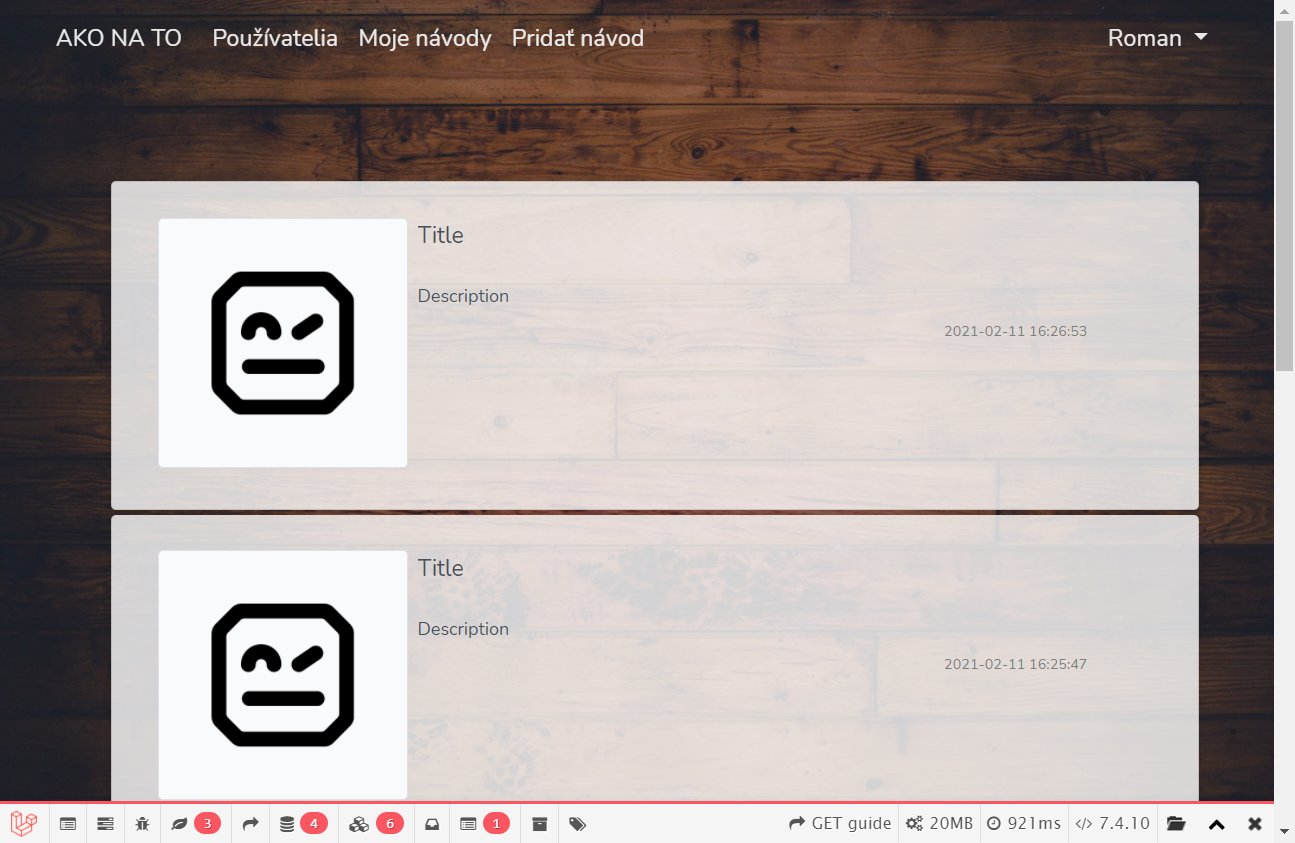 AKO NA TO Používatelia Moje návody Pridať návod Roman
Title
Description
2021-02-11 16:26:53
Title
Description
2021-02-11 16:25:47
3 4 6 1 GET guide 20MB 921ms 7.4.10